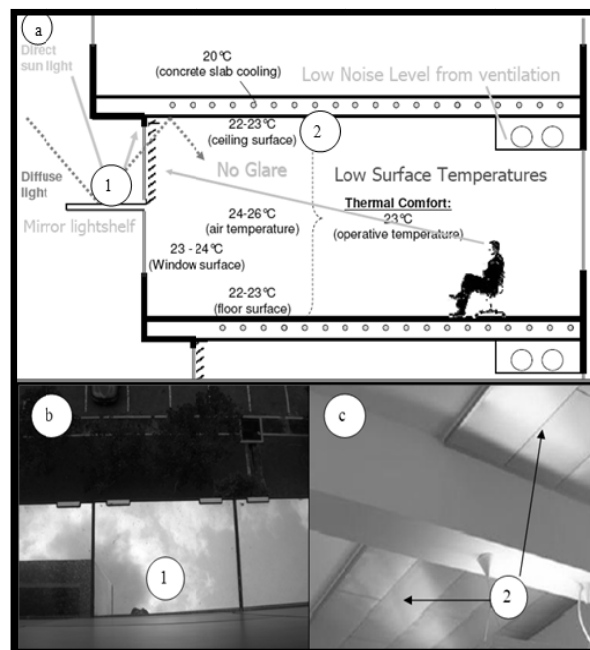 a
Direct
sun light
20°C
(concrete slab cooling)
Low Noise Level from ventilation
22-23°C
(ceiling surface)
2
No Glare
Diffuse
light
1
Low Surface Temperatures
Mirror lightshelf
24-26°C
(air temperature)
Thermal Comfort:
23°C
(operative temperature)
23 - 24°C
(Window surface)
22-23°C
(floor surface)
b
c
1
2